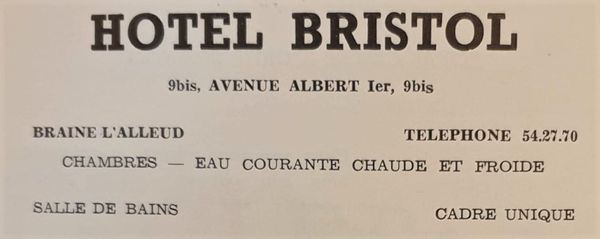 HOTEL BRISTOL
9bis, AVENUE ALBERT Ier, 9bis
BRAINE-L'ALLEUD TELEPHONE 54.27.70
CHAMBRES — EAU COURANTE CHAUDE ET FROIDE
SALLE DE BAINS CADRE UNIQUE